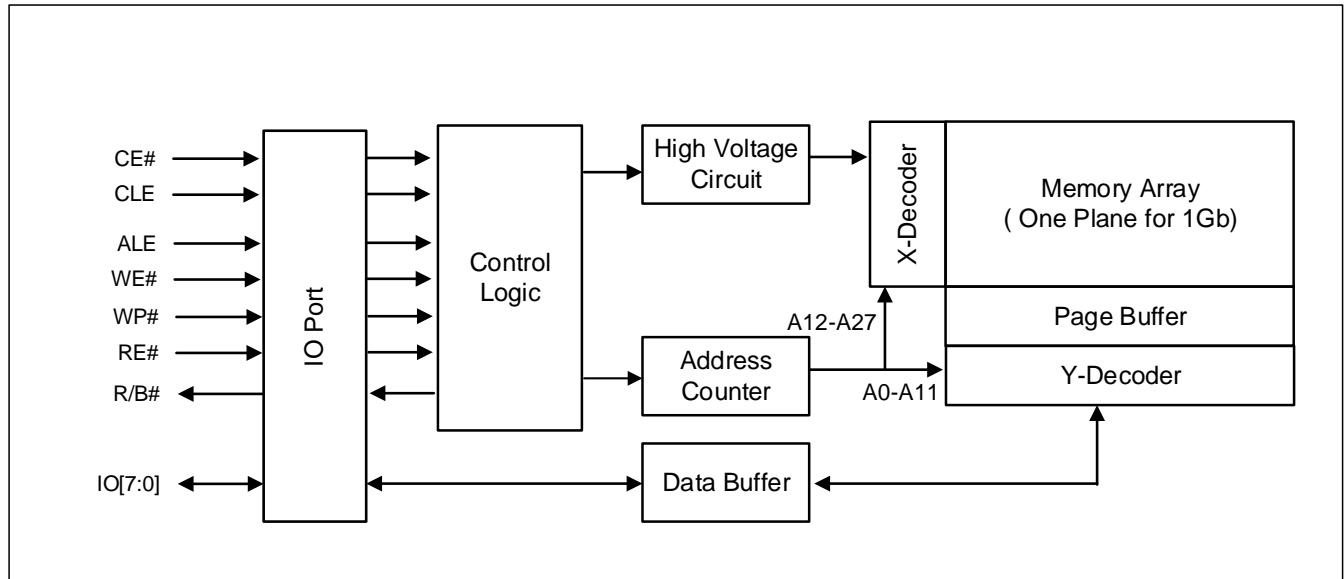 CE#
CLE
ALE
WE#
WP#
RE#
R/B#
IO[7:0]
IO Port
Control
Logic
High Voltage
Circuit
Address
Counter
Data Buffer
A12-A27
A0-A11
X-Decoder
Memory Array
( One Plane for 1Gb)
Page Buffer
Y-Decoder